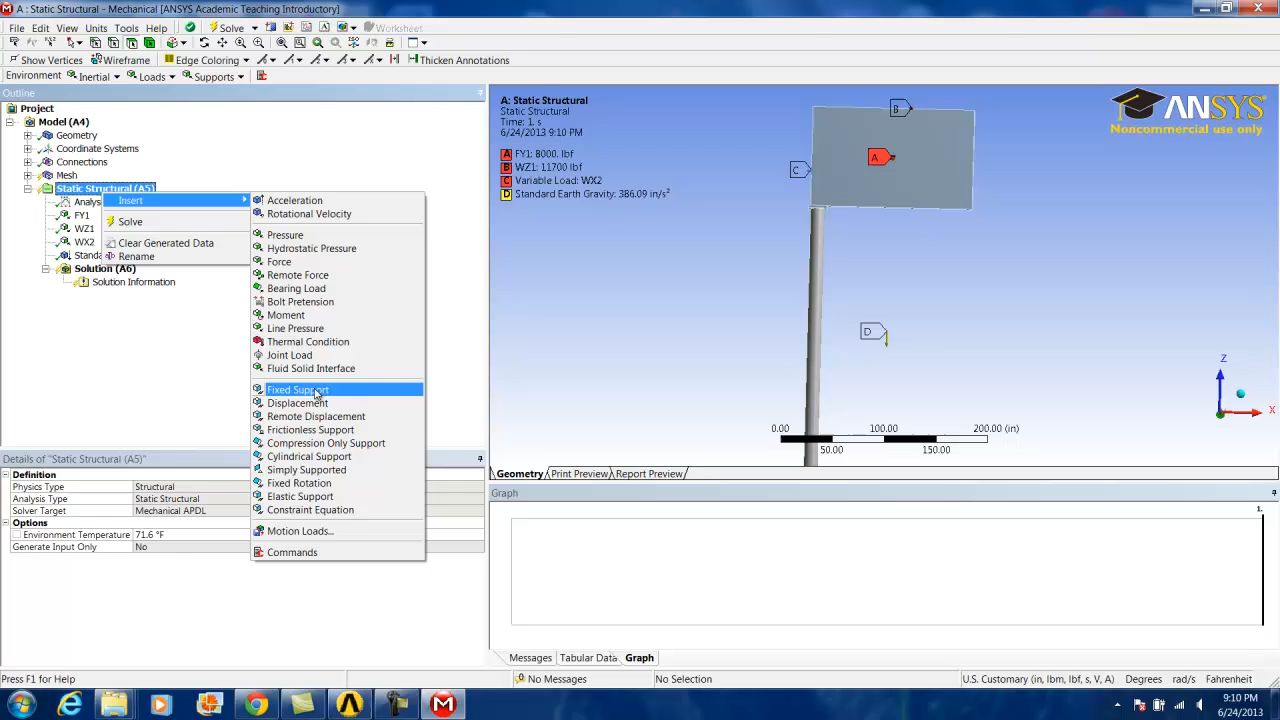 A : Static Structural - Mechanical [ANSYS Academic Teaching Introductory]
File Edit View Units Tools Help Solve Worksheet
Show Vertices Wireframe Edge Coloring Thicken Annotations
Environment Inertial Loads Supports
Outline
Project
Model (A4)
Geometry
Coordinate Systems
Connections
Mesh
Static Structural (A5)
Analys
FY1
WZ1
WX2
Standa
Solution (A6)
Solution Information
Insert
Solve
Clear Generated Data
Rename
Acceleration
Rotational Velocity
Pressure
Hydrostatic Pressure
Force
Remote Force
Bearing Load
Bolt Pretension
Moment
Line Pressure
Thermal Condition
Joint Load
Fluid Solid Interface
Fixed Support
Displacement
Remote Displacement
Frictionless Support
Compression Only Support
Cylindrical Support
Simply Supported
Fixed Rotation
Elastic Support
Constraint Equation
Motion Loads...
Commands
A: Static Structural
Static Structural
Time: 1. s
6/24/2013 9:10 PM
A FY1: 8000. lbf
B WZ1: 11700 lbf
C Variable Load: WX2
D Standard Earth Gravity: 386.09 in/s²
B
A
C
D
ANSYS
Noncommercial use only
Z
X
0.00 100.00 200.00 (in)
50.00 150.00
Geometry Print Preview Report Preview
Details of "Static Structural (A5)"
Definition
Physics Type Structural
Analysis Type Static Structural
Solver Target Mechanical APDL
Options
Environment Temperature 71.6 °F
Generate Input Only No
Graph
1.
Messages Tabular Data Graph
Press F1 for Help No Messages No Selection U.S. Customary (in, lbm, lbf, s, V, A) Degrees rad/s Fahrenheit
9:10 PM
6/24/2013